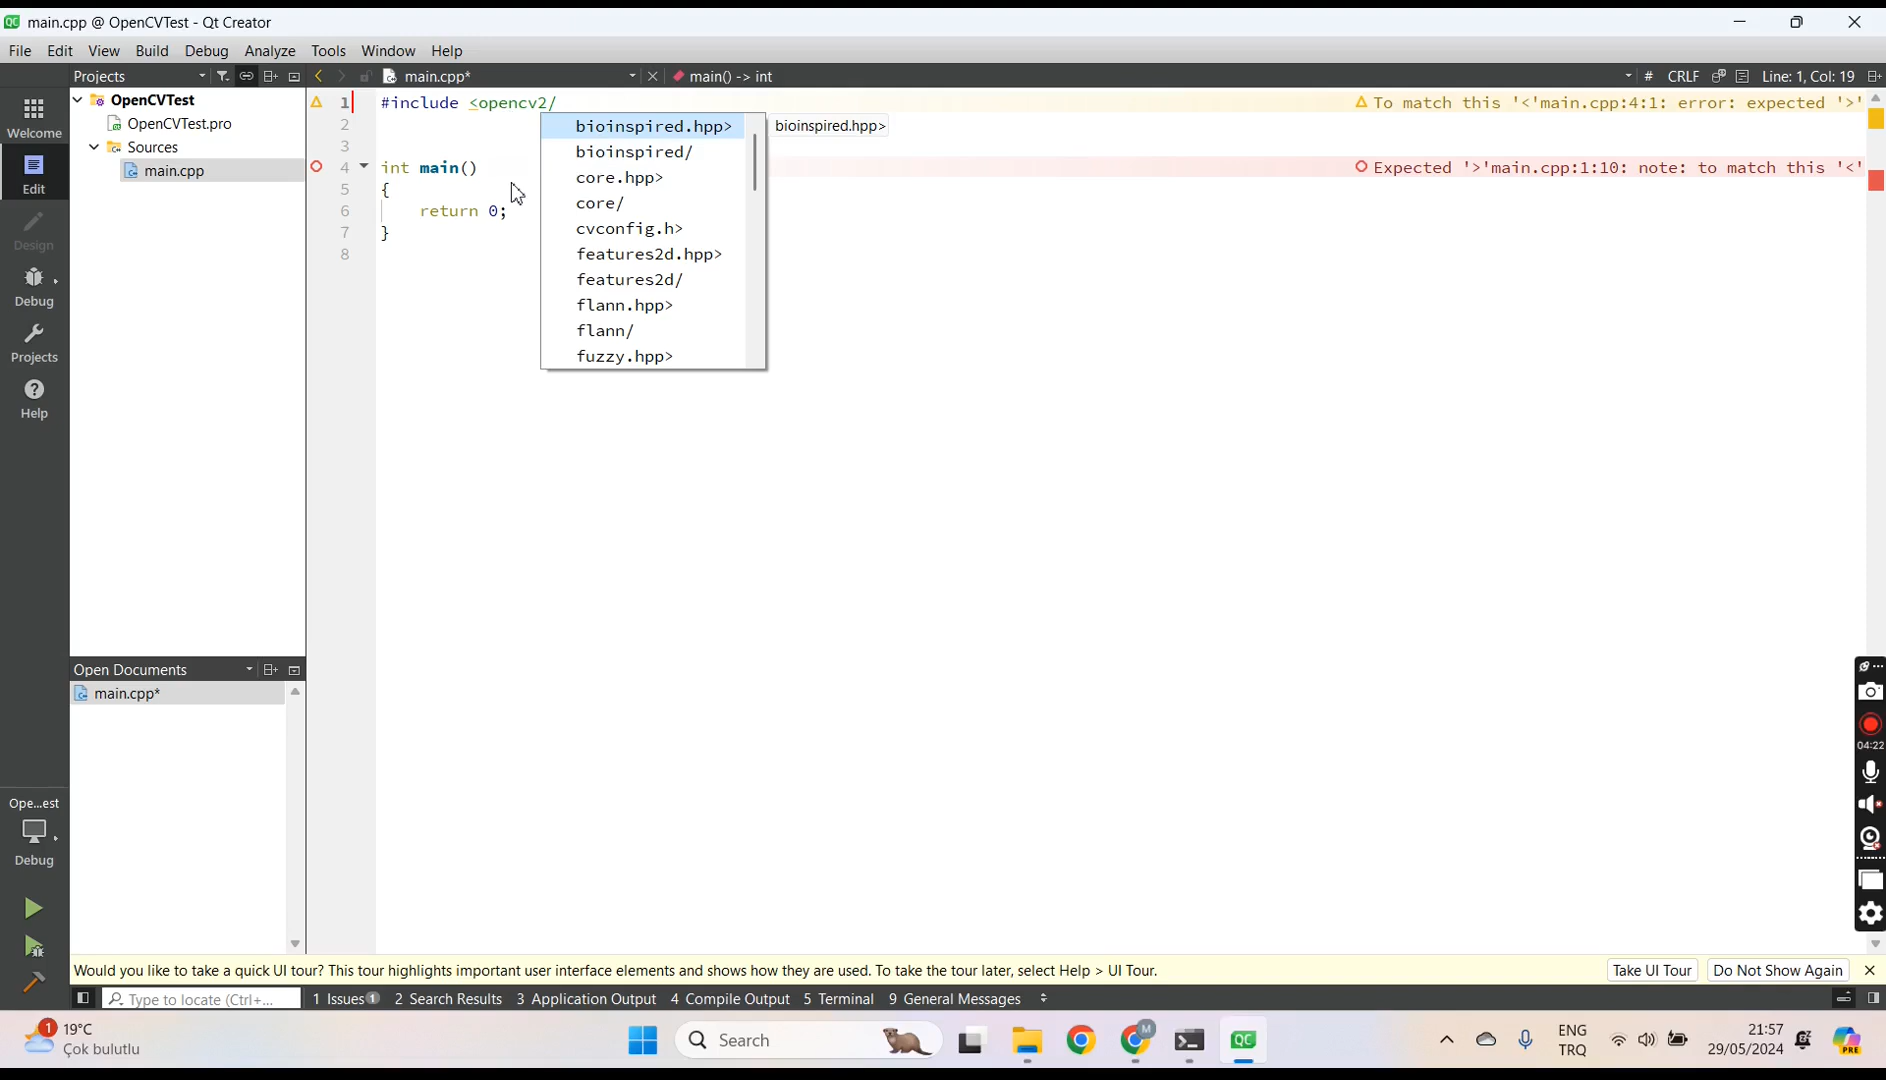 main.cpp @ OpenCVTest - Qt Creator
File Edit View Build Debug Analyze Tools Window Help
Projects main.cpp* main() -> int # CRLF Line: 1, Col: 19
Welcome
Edit
Design
Debug
Projects
Help
Ope...est
Debug
OpenCVTest
OpenCVTest.pro
Sources
main.cpp
1 #include <opencv2/ To match this '<'main.cpp:4:1: error: expected '>'
2
3
4 int main() Expected '>'main.cpp:1:10: note: to match this '<'
5 {
6 return 0;
7 }
8
bioinspired.hpp> bioinspired.hpp>
bioinspired/
core.hpp>
core/
cvconfig.h>
features2d.hpp>
features2d/
flann.hpp>
flann/
fuzzy.hpp>
Open Documents
main.cpp*
04:22
Would you like to take a quick UI tour? This tour highlights important user interface elements and shows how they are used. To take the tour later, select Help > UI Tour. Take UI Tour Do Not Show Again
Type to locate (Ctrl+... 1 Issues 1 2 Search Results 3 Application Output 4 Compile Output 5 Terminal 9 General Messages
1 19°C
Çok bulutlu
Search
M
QC
ENG
TRQ
21:57
29/05/2024
PRE